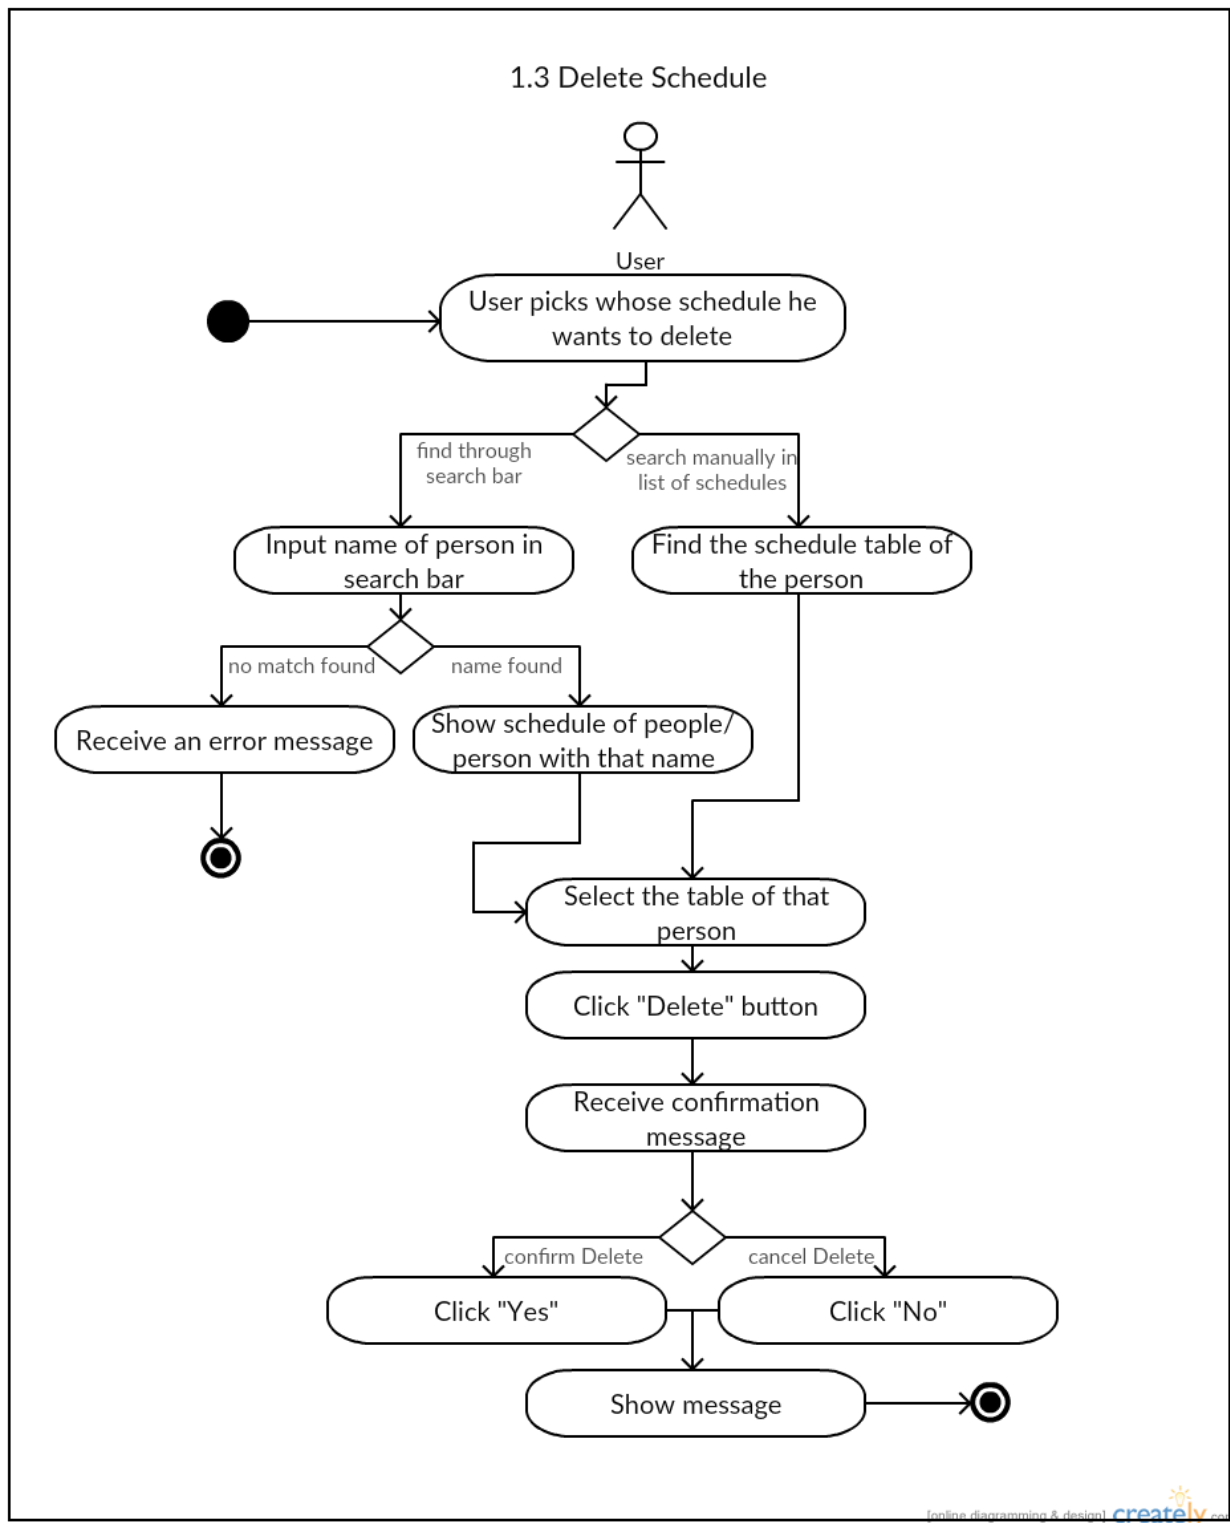 1.3 Delete Schedule
User
User picks whose schedule he
wants to delete
find through
search bar
search manually in
list of schedules
Input name of person in
search bar
Find the schedule table of
the person
no match found
name found
Receive an error message
Show schedule of people/
person with that name
Select the table of that
person
Click "Delete" button
Receive confirmation
message
confirm Delete
cancel Delete
Click "Yes"
Click "No"
Show message
[online diagramming & design] creately.co